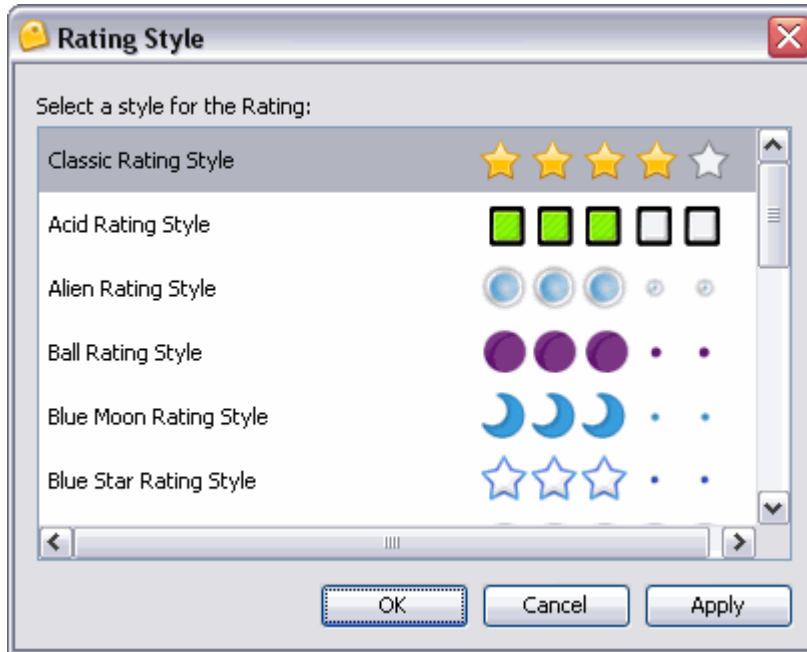 Rating Style
Select a style for the Rating:
Classic Rating Style
Acid Rating Style
Alien Rating Style
Ball Rating Style
Blue Moon Rating Style
Blue Star Rating Style
OK Cancel Apply